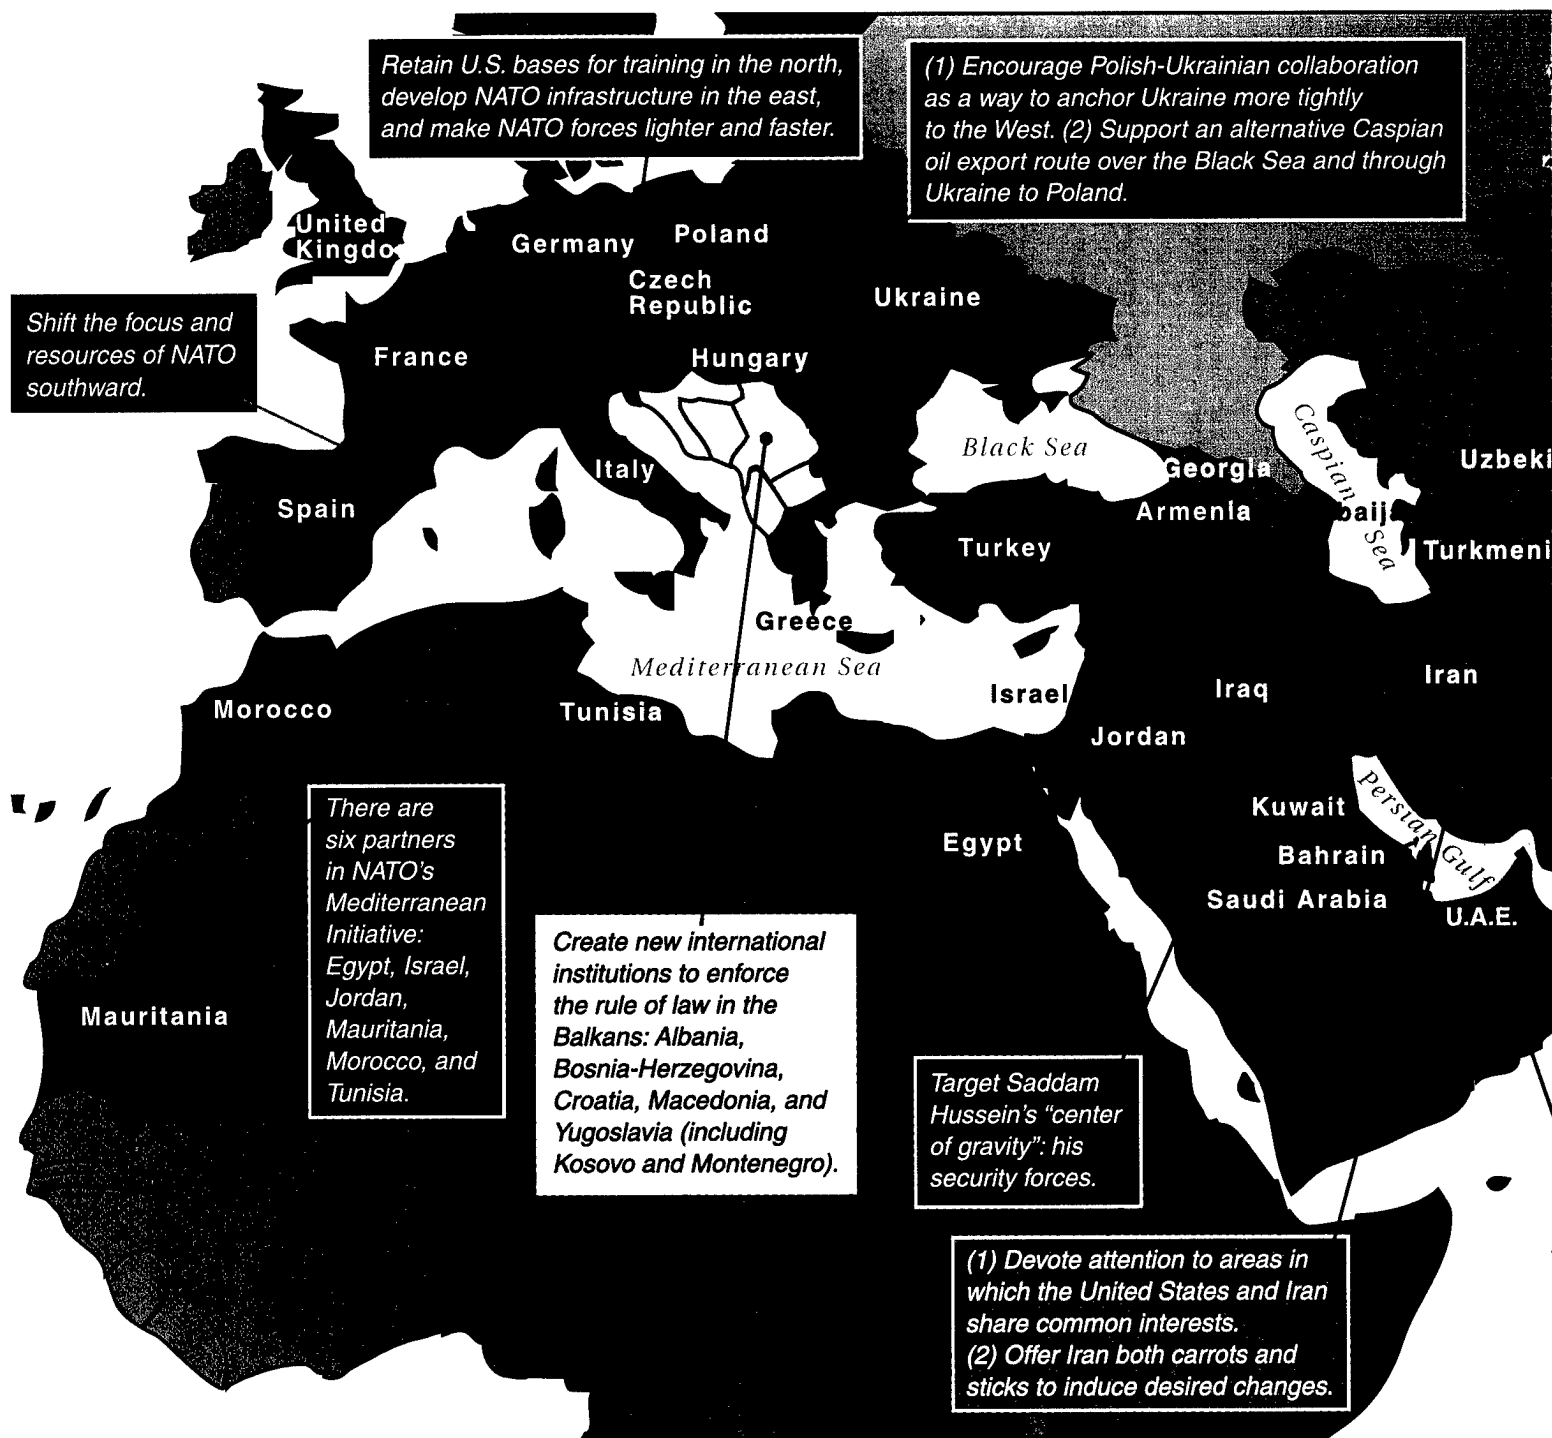 Retain U.S. bases for training in the north,
develop NATO infrastructure in the east,
and make NATO forces lighter and faster.
(1) Encourage Polish-Ukrainian collaboration
as a way to anchor Ukraine more tightly
to the West. (2) Support an alternative Caspian
oil export route over the Black Sea and through
Ukraine to Poland.
United
Kingdo
Germany
Poland
Czech
Republic
Ukraine
Shift the focus and
resources of NATO
southward.
France
Hungary
Black Sea
Caspian Sea
Italy
Georgia
Uzbeki
Spain
Armenia
baija
Turkey
Turkmeni
Greece
Mediterranean Sea
Israel
Iraq
Iran
Morocco
Tunisia
Jordan
There are
six partners
in NATO's
Mediterranean
Initiative:
Egypt, Israel,
Jordan,
Mauritania,
Morocco, and
Tunisia.
Kuwait
Persian Gulf
Egypt
Bahrain
Saudi Arabia
U.A.E.
Create new international
institutions to enforce
the rule of law in the
Balkans: Albania,
Bosnia-Herzegovina,
Croatia, Macedonia, and
Yugoslavia (including
Kosovo and Montenegro).
Mauritania
Target Saddam
Hussein's "center
of gravity": his
security forces.
(1) Devote attention to areas in
which the United States and Iran
share common interests.
(2) Offer Iran both carrots and
sticks to induce desired changes.